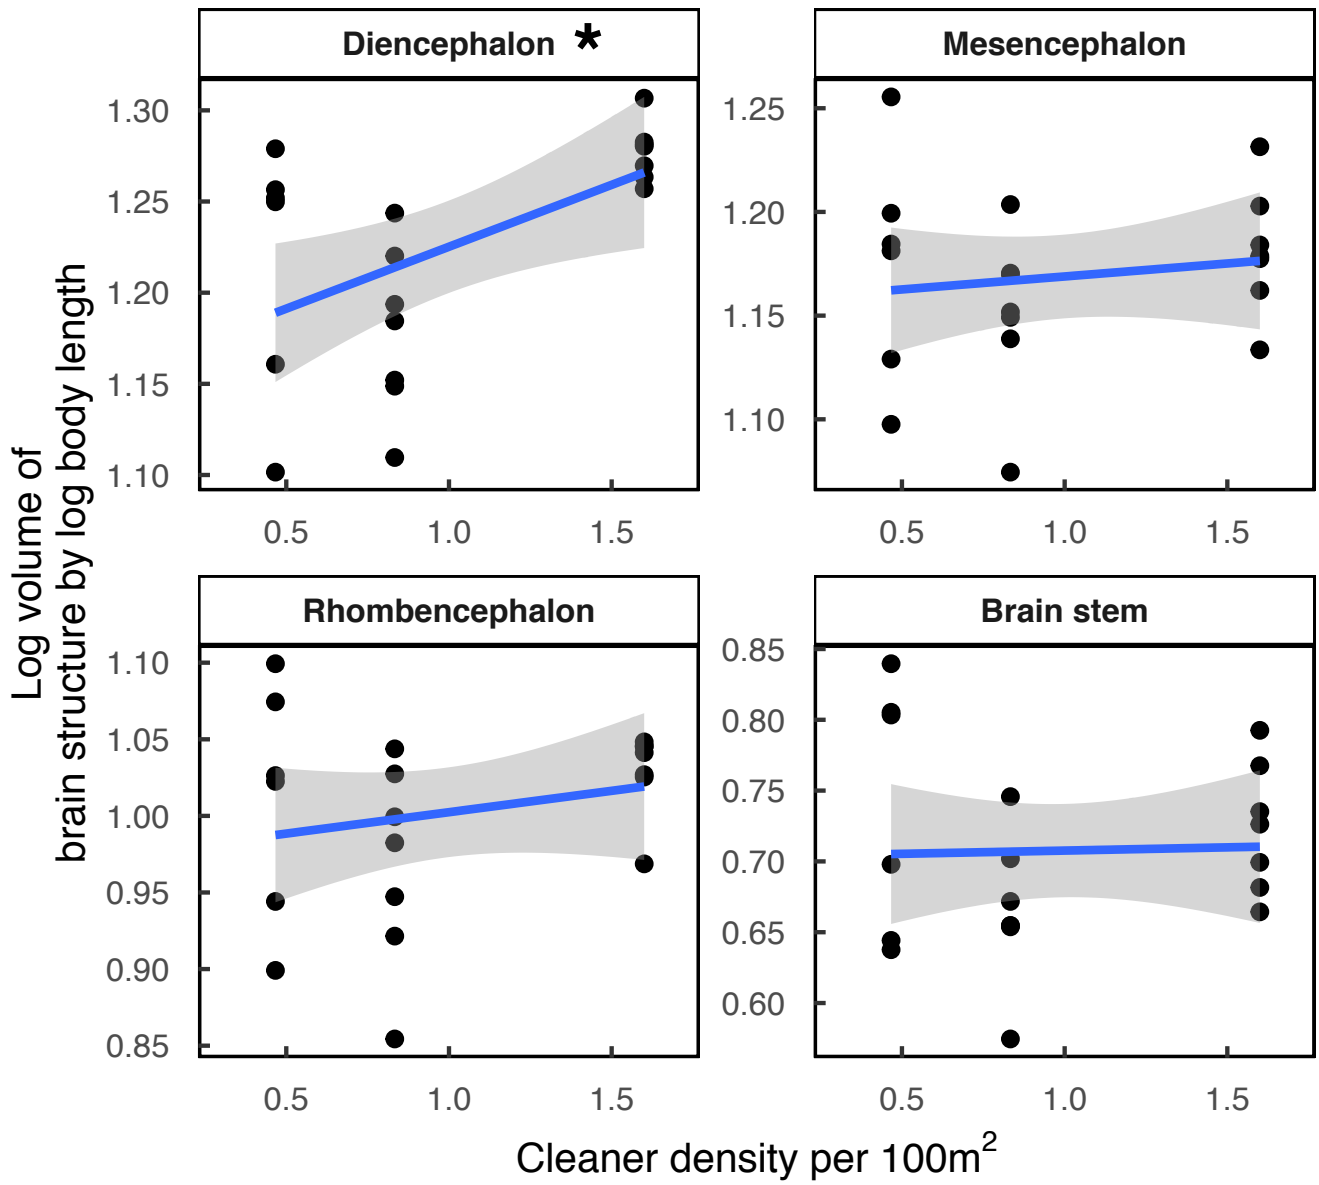 Diencephalon *
Mesencephalon
1.30
1.25
1.20
1.15
1.10
1.25
1.20
1.15
1.10
0.5 1.0 1.5
0.5 1.0 1.5
Log volume of
brain structure by log body length
Rhombencephalon
Brain stem
1.10
1.05
1.00
0.95
0.90
0.85
0.85
0.80
0.75
0.70
0.65
0.60
0.5 1.0 1.5
0.5 1.0 1.5
Cleaner density per 100m²